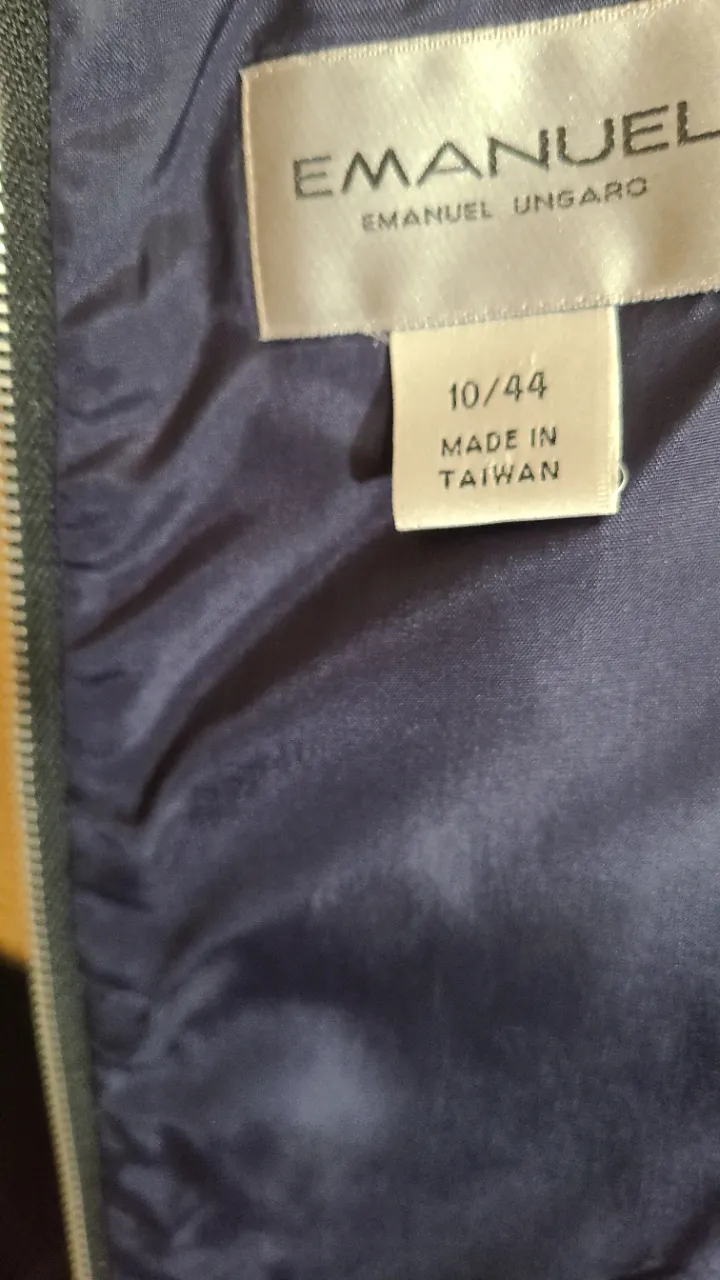 EMANUEL
EMANUEL UNGARO
10/44
MADE IN
TAIWAN